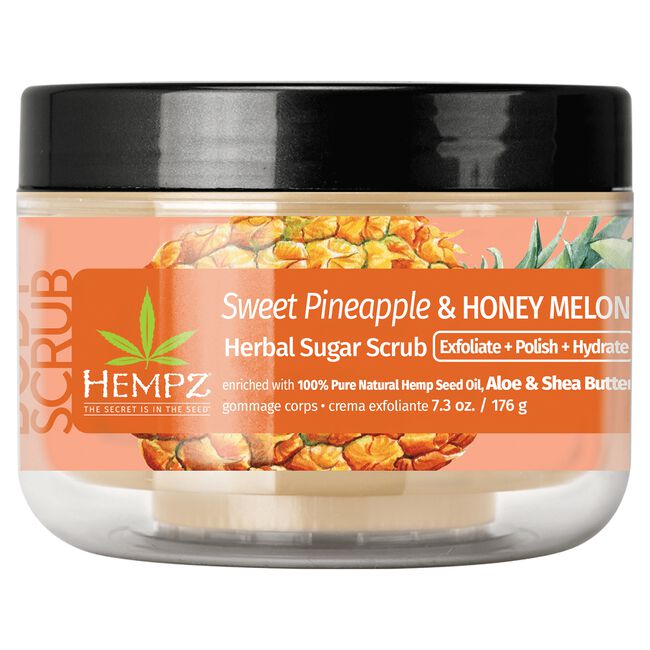 BODY
SCRUB
HEMPZ
THE SECRET IS IN THE SEED
Sweet Pineapple & HONEY MELON
Herbal Sugar Scrub Exfoliate + Polish + Hydrate
enriched with 100% Pure Natural Hemp Seed Oil, Aloe & Shea Butter
gommage corps • crema exfoliante 7.3 oz. / 176 g